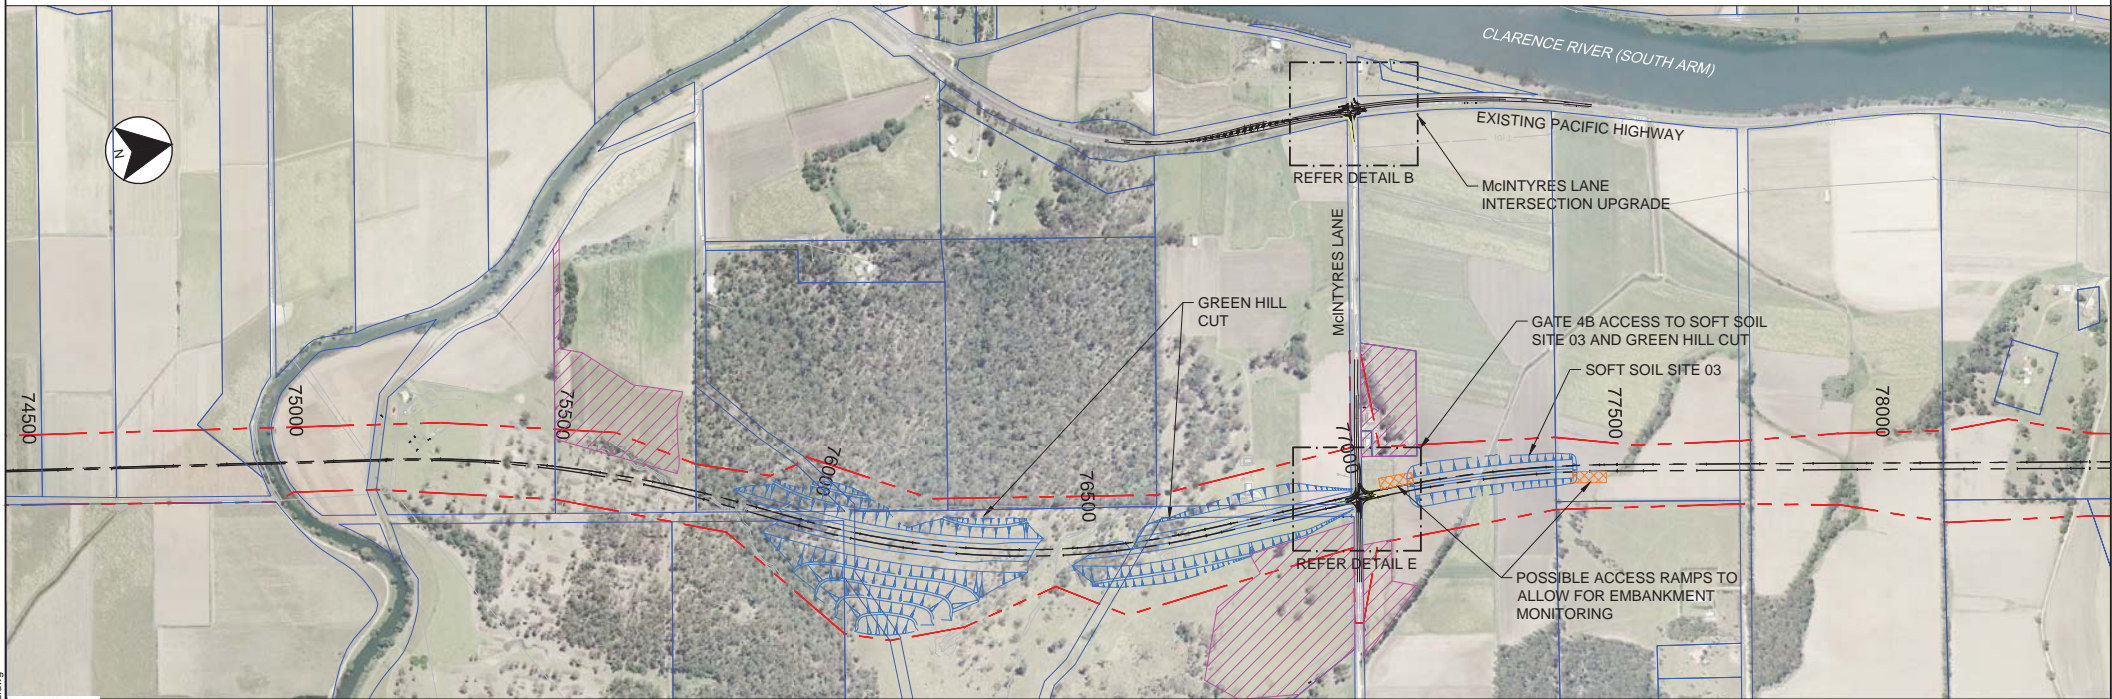 CLARENCE RIVER (SOUTH ARM)
N
EXISTING PACIFIC HIGHWAY
REFER DETAIL B
McINTYRES LANE
INTERSECTION UPGRADE
McINTYRES LANE
GREEN HILL
CUT
GATE 4B ACCESS TO SOFT SOIL
SITE 03 AND GREEN HILL CUT
SOFT SOIL SITE 03
74500
75000
75500
76000
76500
77000
77500
78000
REFER DETAIL E
POSSIBLE ACCESS RAMPS TO
ALLOW FOR EMBANKMENT
MONITORING